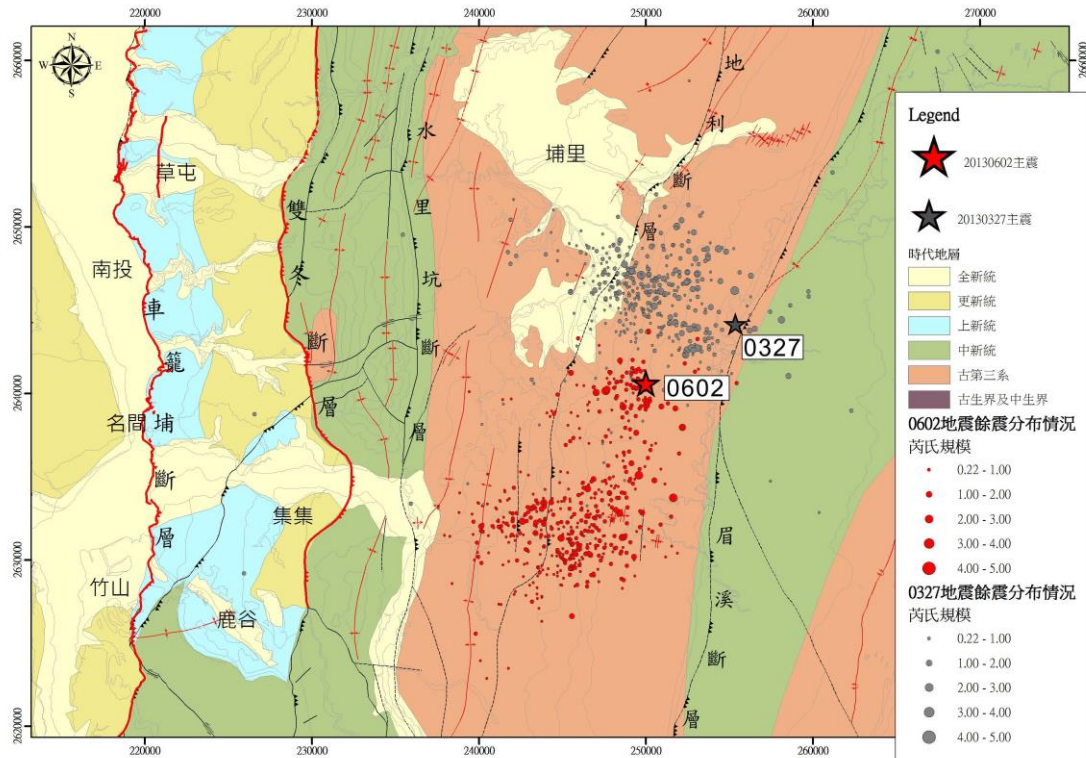 220000 230000 240000 250000 260000 270000
2660000
2650000
2640000
2630000
2620000
2660000
N
W E
S
草屯
南投
名間
竹山
集集
鹿谷
埔里
車籠埔斷層
雙冬斷層
水里坑斷層
地利斷層
眉溪斷層
0327
0602
Legend
20130602主震
20130327主震
時代地層
全新統
更新統
上新統
中新統
古第三系
古生界及中生界
0602地震餘震分布情況
芮氏規模
0.22 - 1.00
1.00 - 2.00
2.00 - 3.00
3.00 - 4.00
4.00 - 5.00
0327地震餘震分布情況
芮氏規模
0.22 - 1.00
1.00 - 2.00
2.00 - 3.00
3.00 - 4.00
4.00 - 5.00
220000 230000 240000 250000 260000